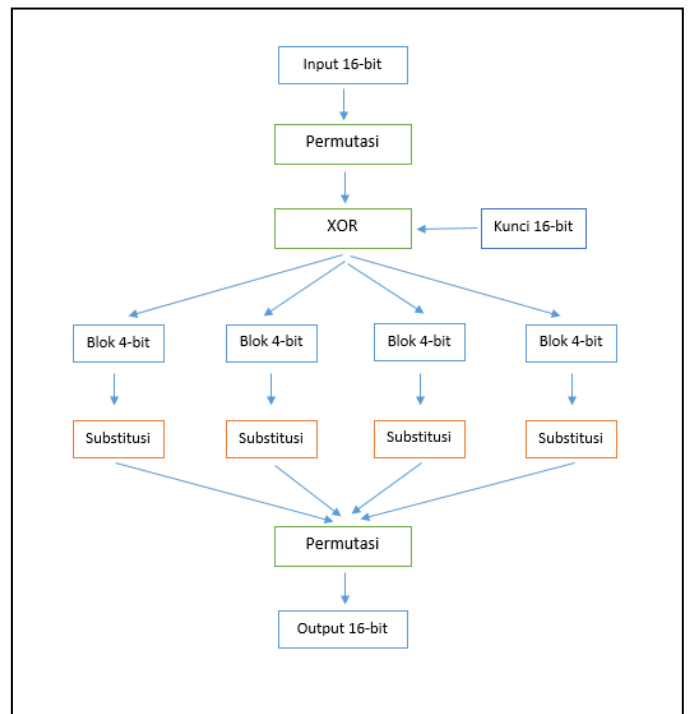 Input 16-bit
Permutasi
XOR
Kunci 16-bit
Blok 4-bit
Blok 4-bit
Blok 4-bit
Blok 4-bit
Substitusi
Substitusi
Substitusi
Substitusi
Permutasi
Output 16-bit